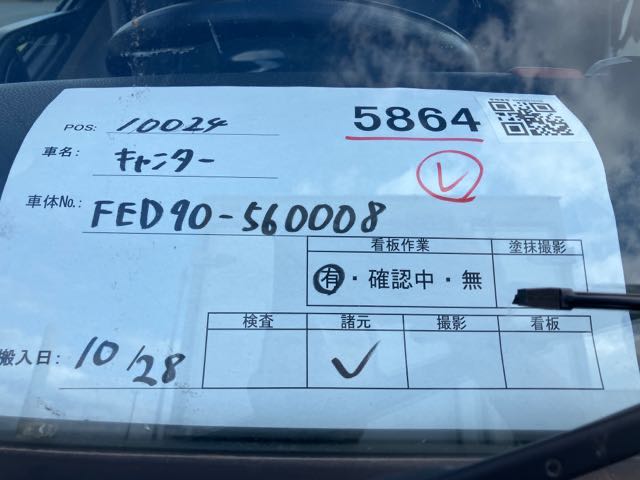 POS: 10024
5864
車名: キャンター
車体No.: FED90-560008
看板作業 塗抹撮影
有・確認中・無
検査 諸元 撮影 看板
搬入日: 10/28